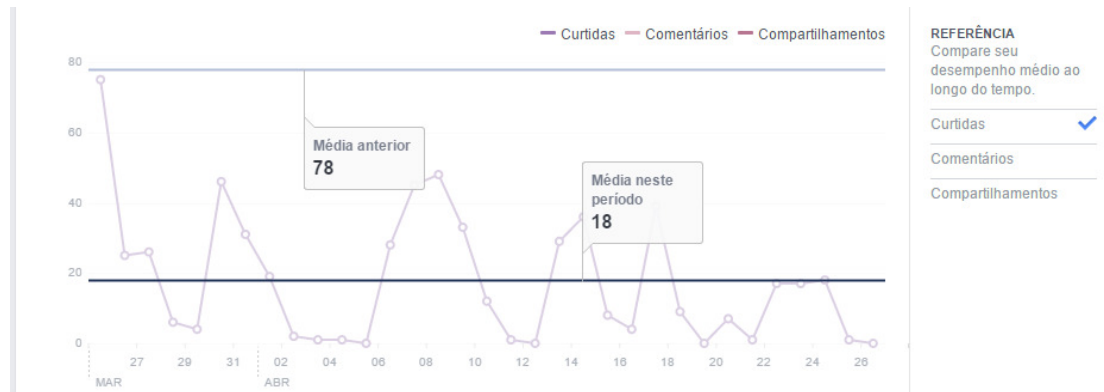 Curtidas Comentários Compartilhamentos
REFERÊNCIA
Compare seu
desempenho médio ao
longo do tempo.
Curtidas
Comentários
Compartilhamentos
80
60
40
20
0
Média anterior
78
Média neste
período
18
27 29 31 02 04 06 08 10 12 14 16 18 20 22 24 26
MAR ABR